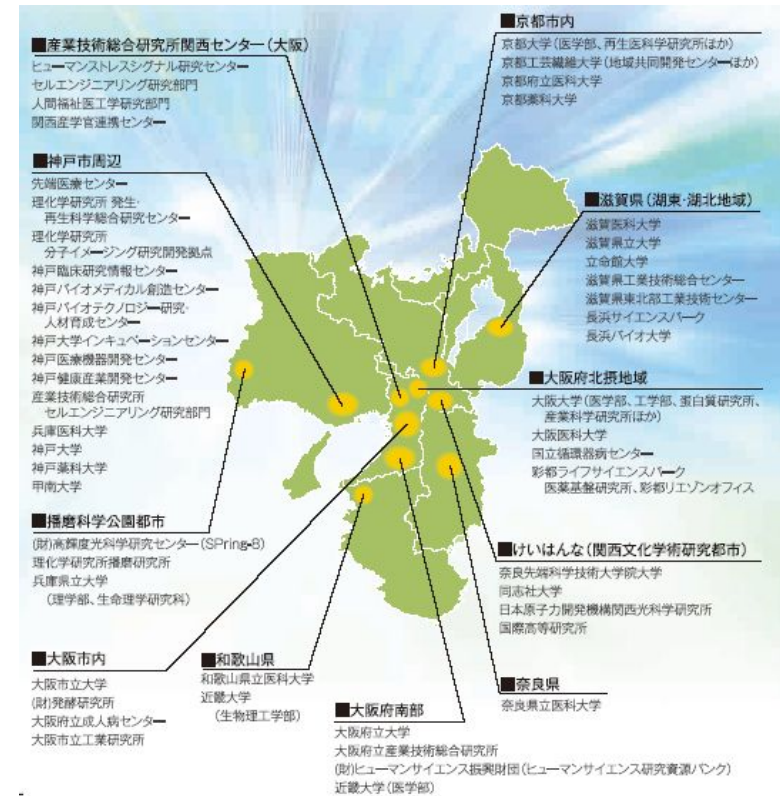 ■産業技術総合研究所関西センター(大阪)
ヒューマンストレスシグナル研究センター
セルエンジニアリング研究部門
人間福祉医工学研究部門
関西産学官連携センター
■京都市内
京都大学(医学部、再生医科学研究所ほか)
京都工芸繊維大学(地域共同開発センターほか)
京都府立医科大学
京都薬科大学
■神戸市周辺
先端医療センター
理化学研究所 発生・
再生科学総合研究センター
理化学研究所
分子イメージング研究開発拠点
神戸臨床研究情報センター
神戸バイオメディカル創造センター
神戸バイオテクノロジー研究・
人材育成センター
神戸大学インキュベーションセンター
神戸医療機器開発センター
神戸健康産業開発センター
産業技術総合研究所
セルエンジニアリング研究部門
兵庫医科大学
神戸大学
神戸薬科大学
甲南大学
■滋賀県(湖東・湖北地域)
滋賀医科大学
滋賀県立大学
立命館大学
滋賀県工業技術総合センター
滋賀県東北部工業技術センター
長浜サイエンスパーク
長浜バイオ大学
■大阪府北摂地域
大阪大学(医学部、工学部、蛋白質研究所、
産業科学研究所ほか)
大阪医科大学
国立循環器病センター
彩都ライフサイエンスパーク
医薬基盤研究所、彩都リエゾンオフィス
■播磨科学公園都市
(財)高輝度光科学研究センター(SPring-8)
理化学研究所播磨研究所
兵庫県立大学
(理学部、生命理学研究科)
■けいはんな(関西文化学術研究都市)
奈良先端科学技術大学院大学
同志社大学
日本原子力開発機構関西光科学研究所
国際高等研究所
■大阪市内
大阪市立大学
(財)発酵研究所
大阪府立成人病センター
大阪市立工業研究所
■和歌山県
和歌山県立医科大学
近畿大学
(生物理工学部)
■奈良県
奈良県立医科大学
■大阪府南部
大阪府立大学
大阪府立産業技術総合研究所
(財)ヒューマンサイエンス振興財団(ヒューマンサイエンス研究資源バンク)
近畿大学(医学部)